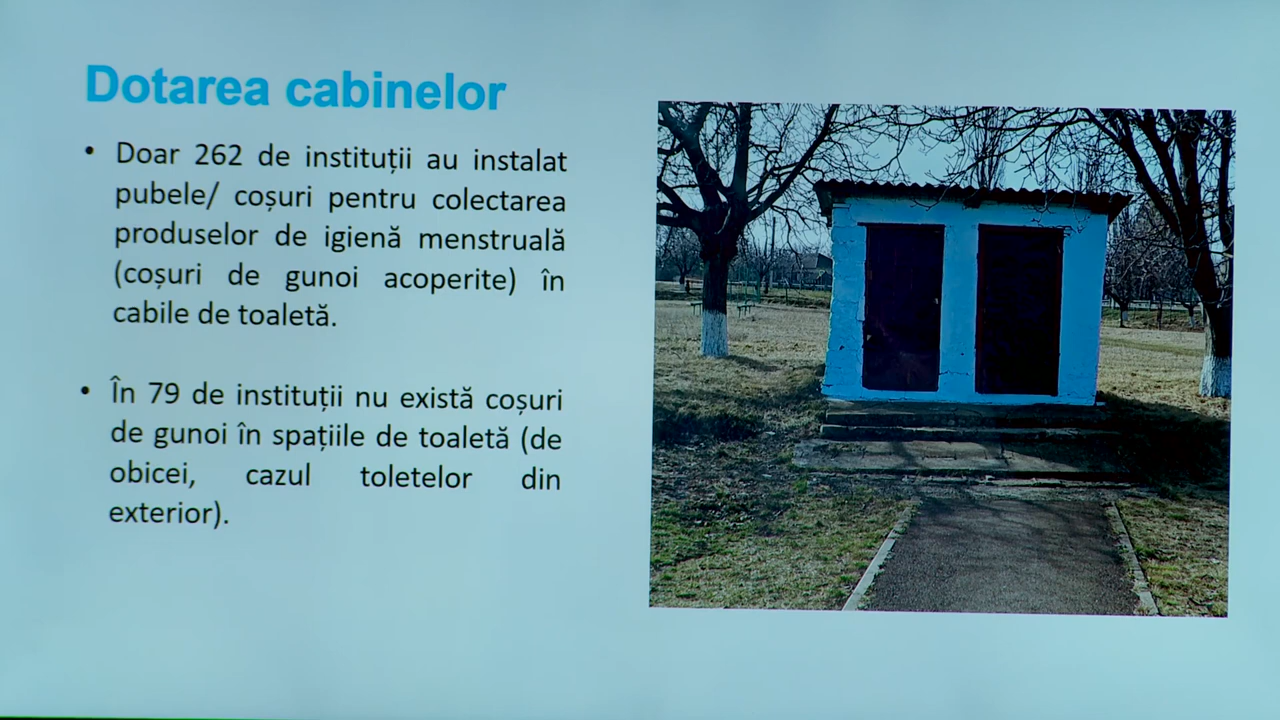 Dotarea cabinelor
• Doar 262 de instituții au instalat
pubele/ coșuri pentru colectarea
produselor de igienă menstruală
(coșuri de gunoi acoperite) în
cabile de toaletă.
• În 79 de instituții nu există coșuri
de gunoi în spațiile de toaletă (de
obicei, cazul toletelor din
exterior).